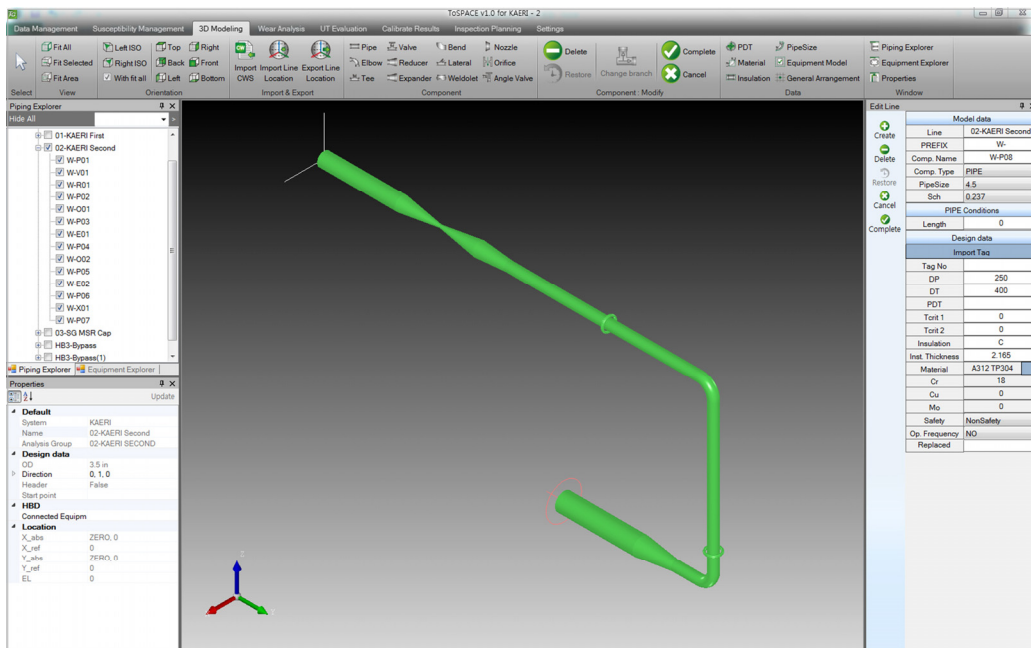 ToSPACE v1.0 for KAERI - 2
Data Management Susceptibility Management 3D Modeling Wear Analysis UT Evaluation Calibrate Results Inspection Planning Settings
Fit All Left ISO Top Right Pipe Valve Bend Nozzle PDT PipeSize Piping Explorer
Fit Selected Right ISO Back Front Elbow Reducer Lateral Orifice Material Equipment Model Equipment Explorer
Fit Area With fit all Left Bottom Tee Expander Weldolet Angle Valve Insulation General Arrangement Properties
Import CWS Import Line Location Export Line Location
Delete Restore Change branch Complete Cancel
Select View Orientation Import & Export Component Component : Modify Data Window
Piping Explorer
Hide All
01-KAERI First
02-KAERI Second
W-P01
W-V01
W-R01
W-P02
W-O01
W-P03
W-E01
W-P04
W-O02
W-P05
W-E02
W-P06
W-X01
W-P07
03-SG MSR Cap
HB3-Bypass
HB3-Bypass(1)
Piping Explorer Equipment Explorer
Properties
Update
Default
System KAERI
Name 02-KAERI Second
Analysis Group 02-KAERI SECOND
Design data
OD 3.5 in
Direction 0, 1, 0
Header False
Start point
HBD
Connected Equipm
Location
X_abs ZERO, 0
X_ref 0
Y_abs ZERO, 0
Y_ref 0
EL 0
Z
Edit Line
Create
Delete
Restore
Cancel
Complete
Model data
Line 02-KAERI Second
PREFIX W-
Comp. Name W-P08
Comp. Type PIPE
PipeSize 4.5
Sch 0.237
PIPE Conditions
Length 0
Design data
Import Tag
Tag No
DP 250
DT 400
PDT
Tcrit 1 0
Tcrit 2 0
Insulation C
Inst. Thickness 2.165
Material A312 TP304
Cr 18
Cu 0
Mo 0
Safety NonSafety
Op. Frequency NO
Replaced